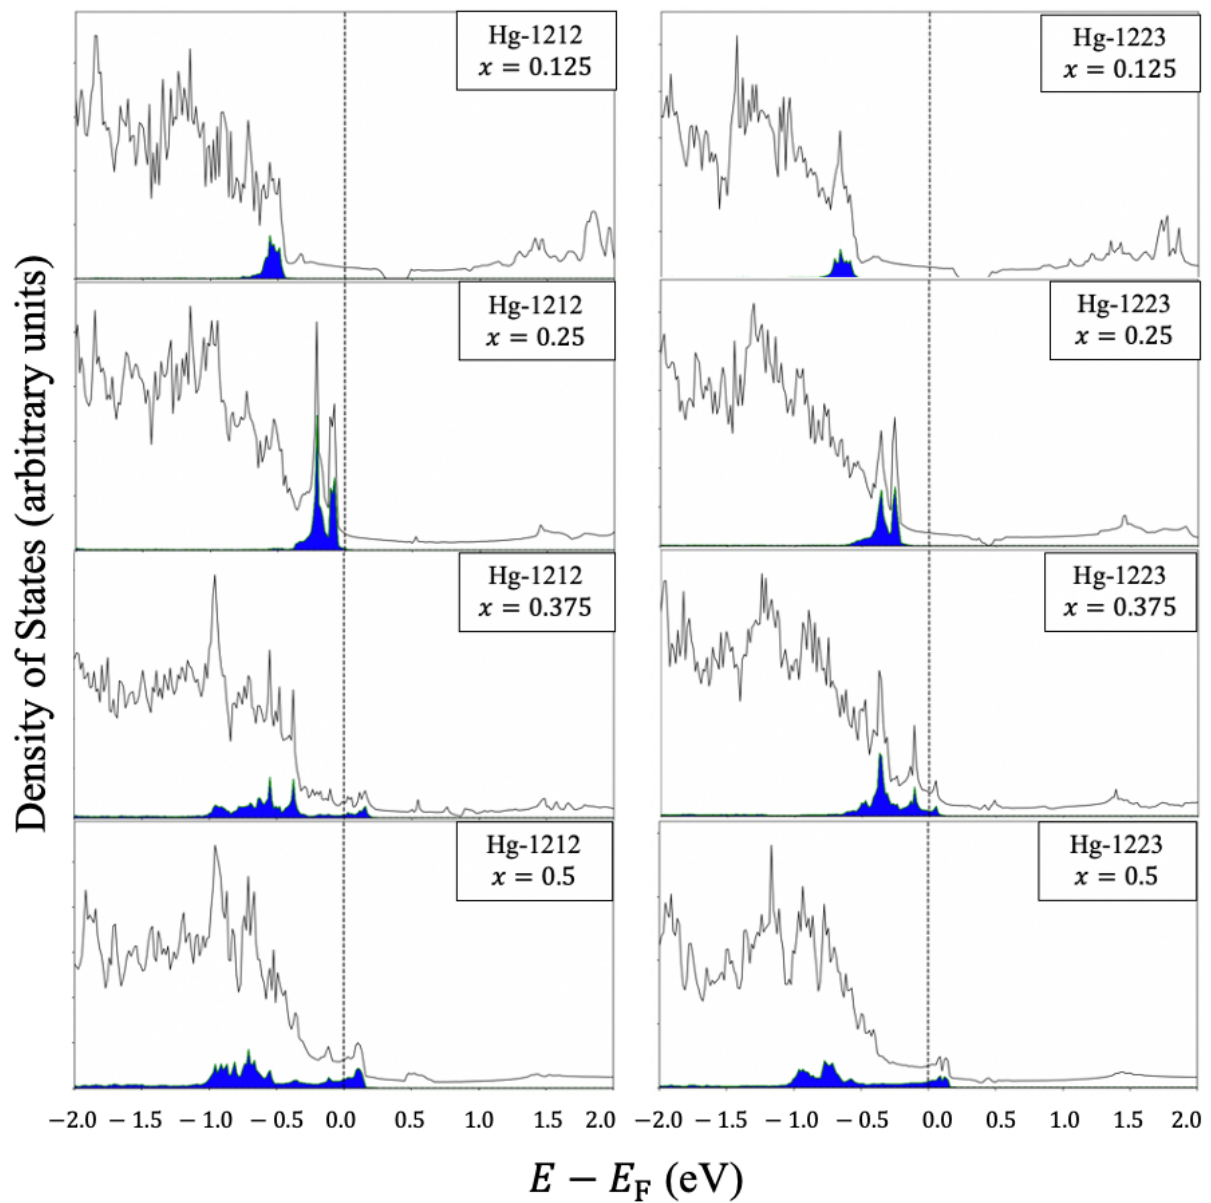 Hg-1212
x = 0.125
Hg-1223
x = 0.125
Hg-1212
x = 0.25
Hg-1223
x = 0.25
Hg-1212
x = 0.375
Hg-1223
x = 0.375
Hg-1212
x = 0.5
Hg-1223
x = 0.5
Density of States (arbitrary units)
−2.0 − 1.5 − 1.0 − 0.5 0.0 0.5 1.0 1.5 2.0
−2.0 − 1.5 − 1.0 − 0.5 0.0 0.5 1.0 1.5 2.0
E − E_F (eV)